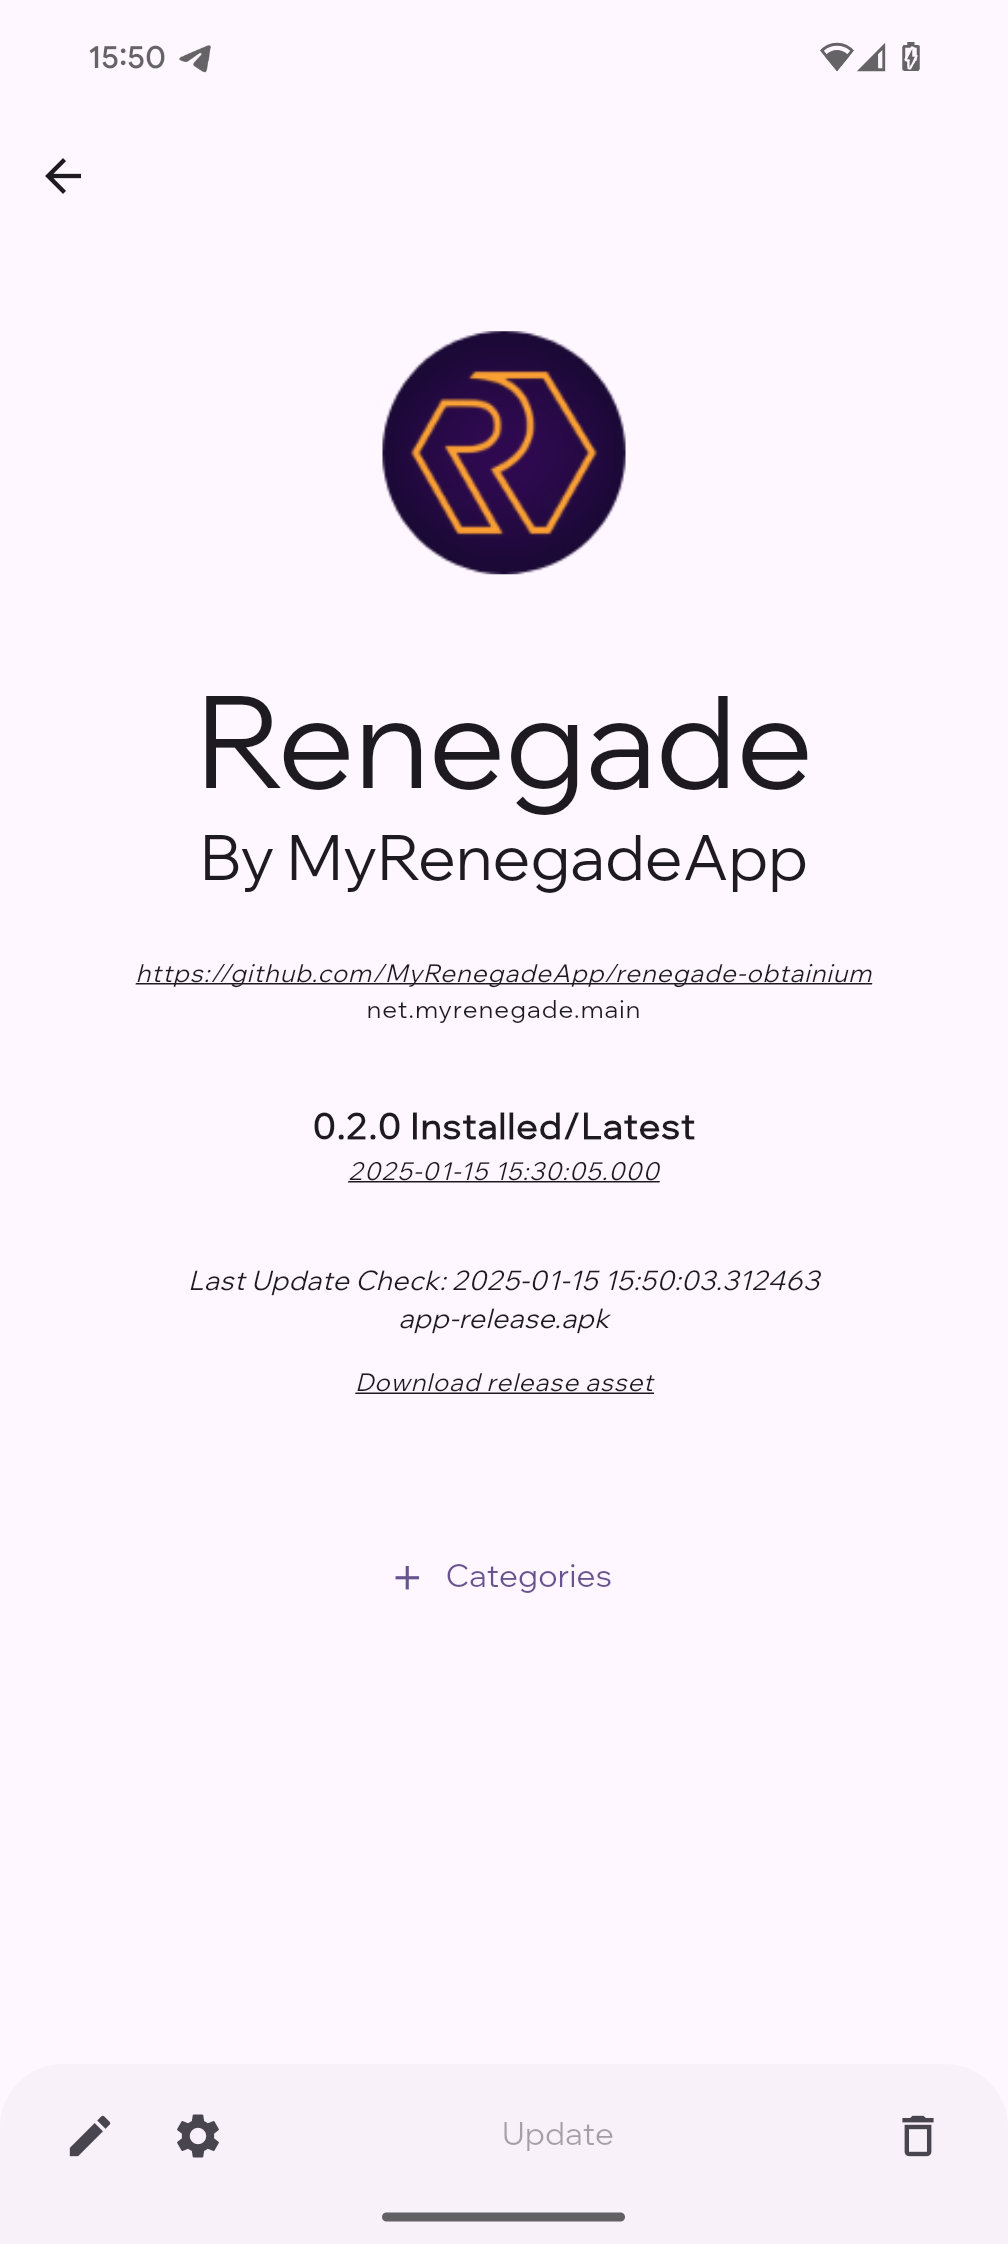 15:50
Renegade
By MyRenegadeApp
https://github.com/MyRenegadeApp/renegade-obtainium
net.myrenegade.main
0.2.0 Installed/Latest
2025-01-15 15:30:05.000
Last Update Check: 2025-01-15 15:50:03.312463
app-release.apk
Download release asset
+ Categories
Update